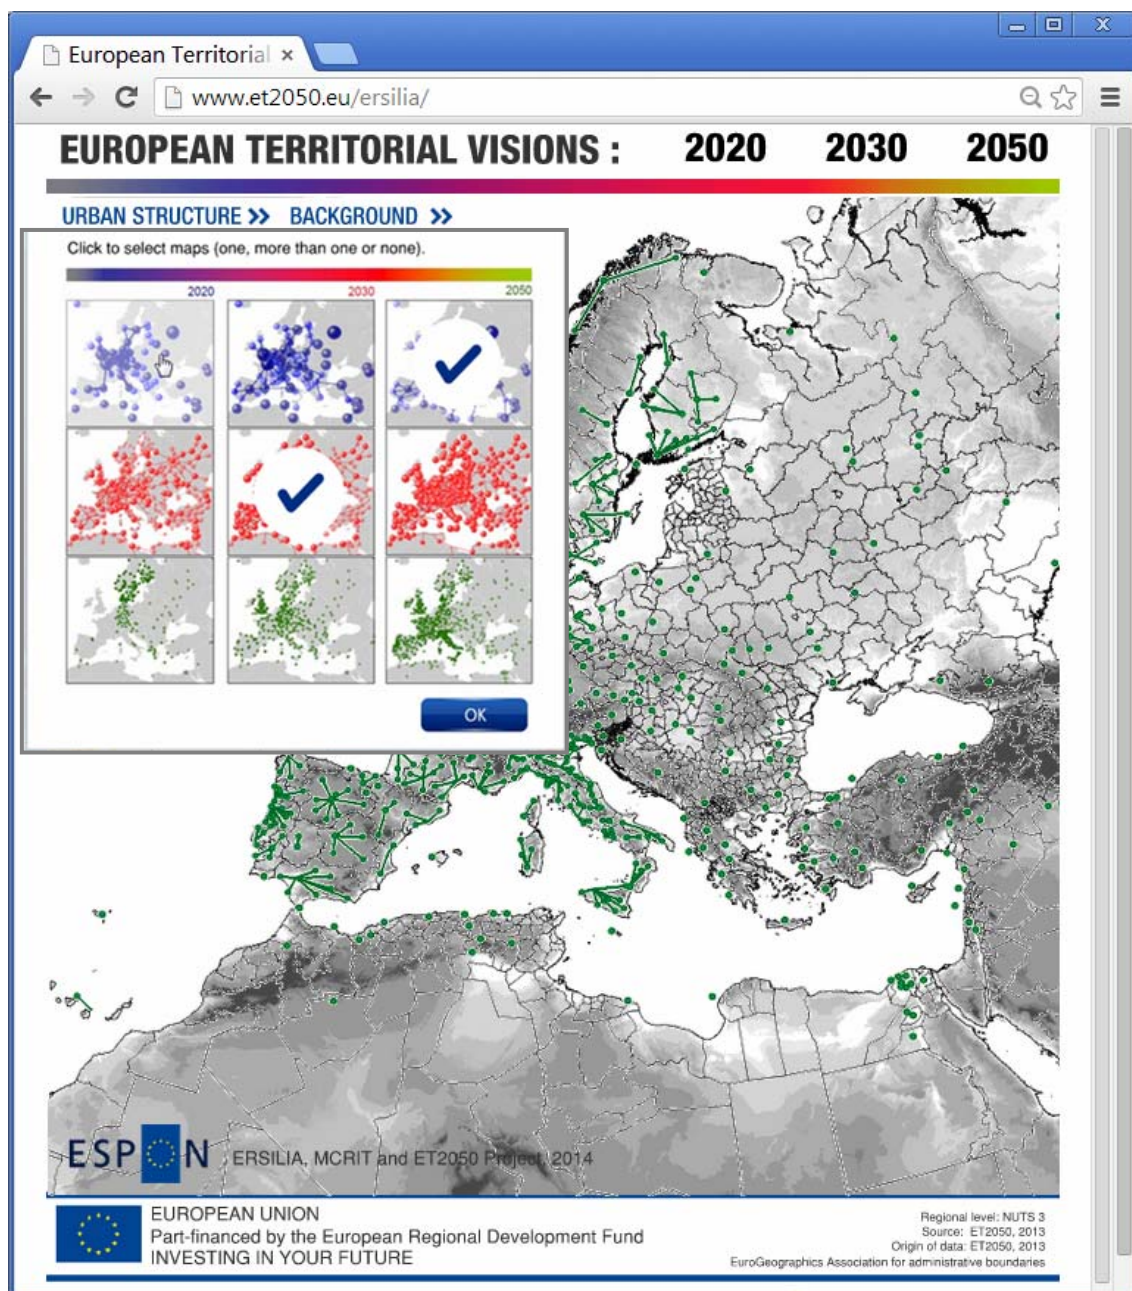 European Territorial
www.et2050.eu/ersilia/
EUROPEAN TERRITORIAL VISIONS : 2020 2030 2050
URBAN STRUCTURE >> BACKGROUND >>
Click to select maps (one, more than one or none).
2020 2030 2050
OK
ESPON ERSILIA, MCRIT and ET2050 Project, 2014
EUROPEAN UNION
Part-financed by the European Regional Development Fund
INVESTING IN YOUR FUTURE
Regional level: NUTS 3
Source: ET2050, 2013
Origin of data: ET2050, 2013
EuroGeographics Association for administrative boundaries